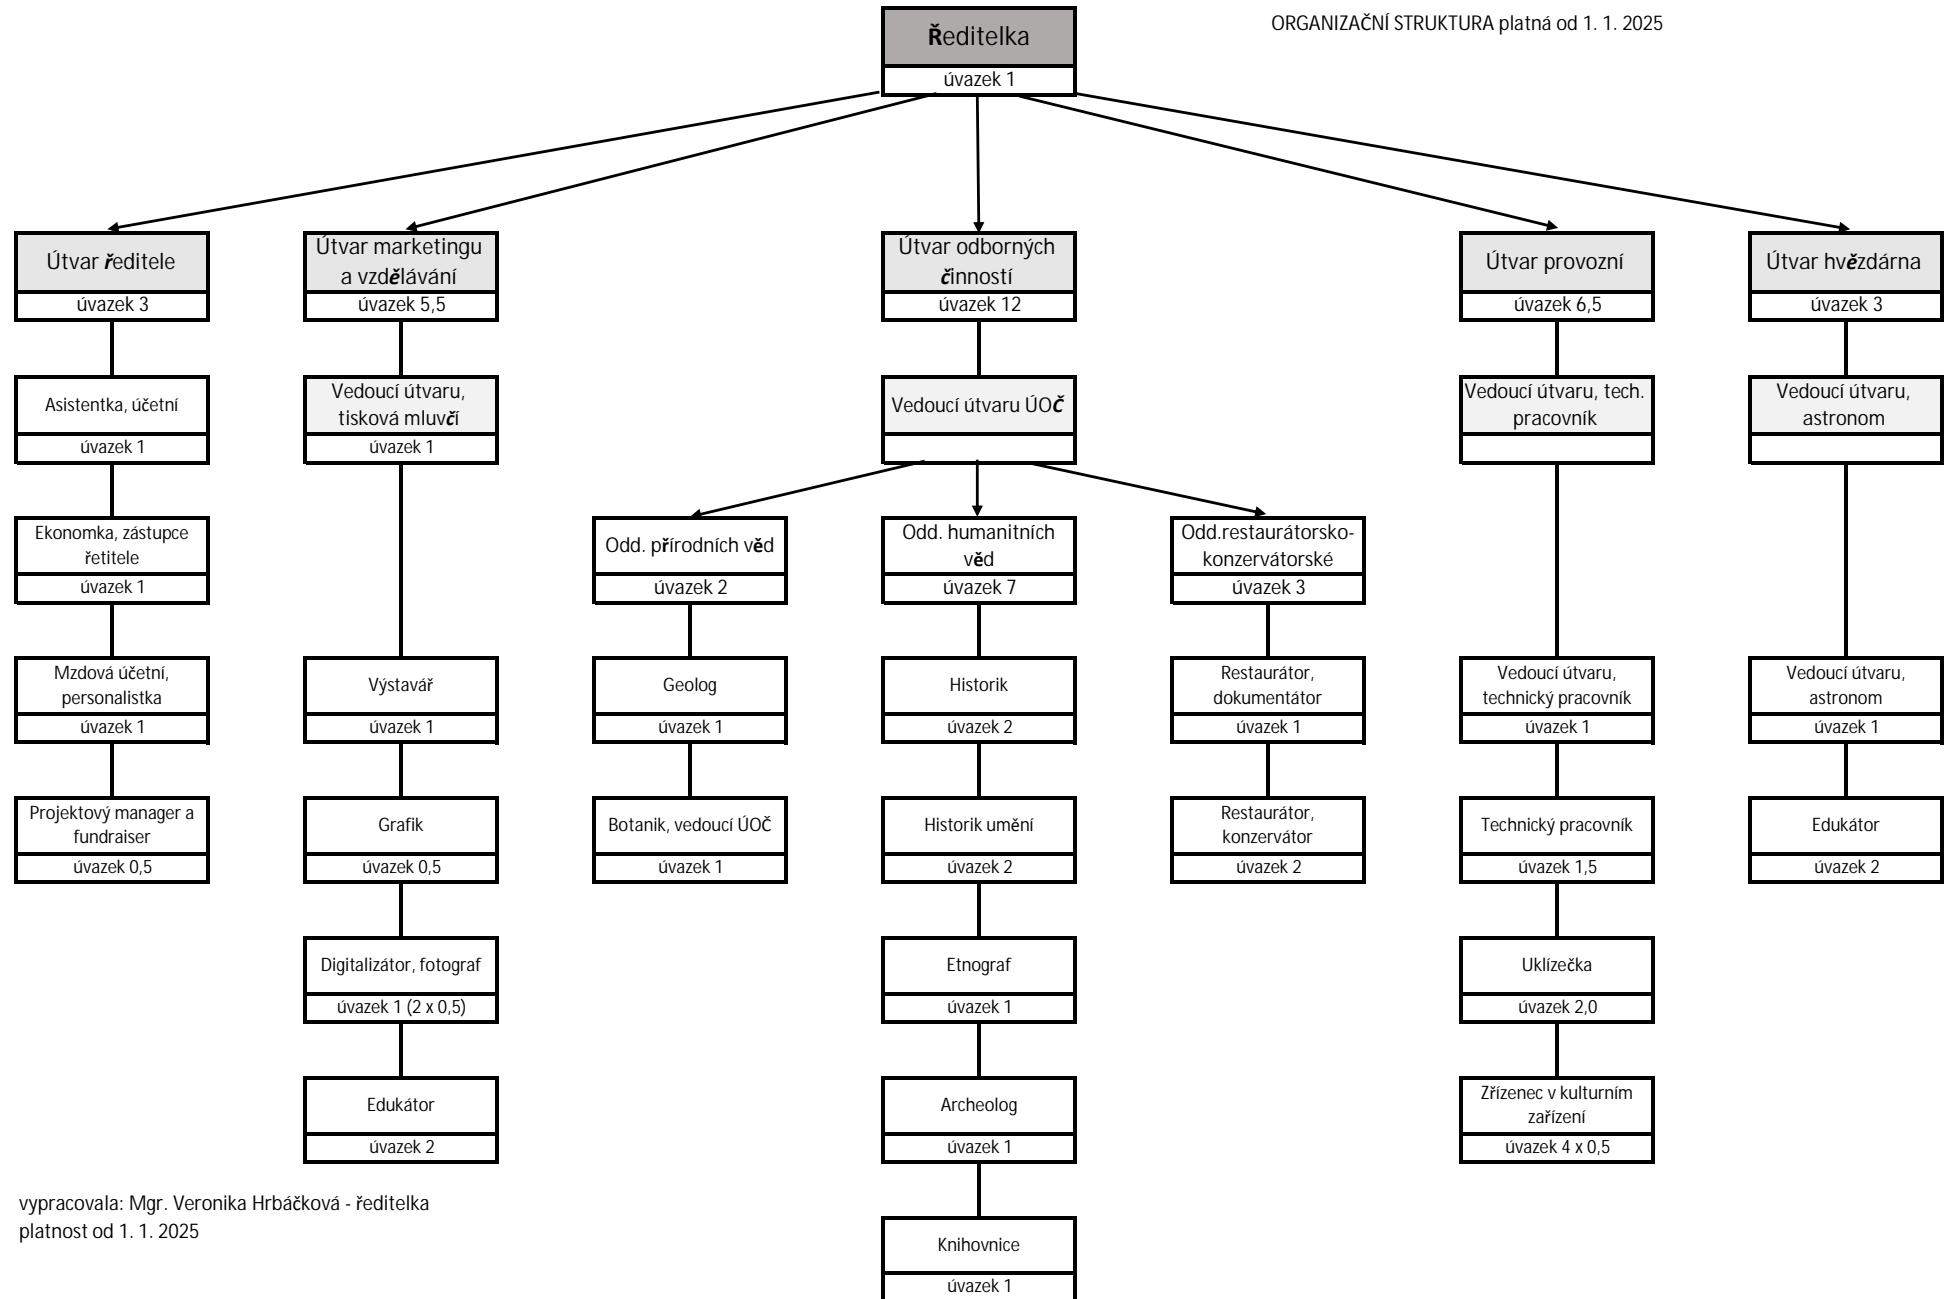 ORGANIZAČNÍ STRUKTURA platná od 1. 1. 2025
Ředitelka
úvazek 1
Útvar ředitele
úvazek 3
Útvar marketingu
a vzdělávání
úvazek 5,5
Útvar odborných
činností
úvazek 12
Útvar provozní
úvazek 6,5
Útvar hvězdárna
úvazek 3
Asistentka, účetní
úvazek 1
Vedoucí útvaru,
tisková mluvčí
úvazek 1
Vedoucí útvaru ÚOČ
Vedoucí útvaru, tech.
pracovník
Vedoucí útvaru,
astronom
Ekonomka, zástupce
řetitele
úvazek 1
Odd. přírodních věd
úvazek 2
Odd. humanitních
věd
úvazek 7
Odd.restaurátorsko-
konzervátorské
úvazek 3
Mzdová účetní,
personalistka
úvazek 1
Výstavář
úvazek 1
Geolog
úvazek 1
Historik
úvazek 2
Restaurátor,
dokumentátor
úvazek 1
Vedoucí útvaru,
technický pracovník
úvazek 1
Vedoucí útvaru,
astronom
úvazek 1
Projektový manager a
fundraiser
úvazek 0,5
Grafik
úvazek 0,5
Botanik, vedoucí ÚOČ
úvazek 1
Historik umění
úvazek 2
Restaurátor,
konzervátor
úvazek 2
Technický pracovník
úvazek 1,5
Edukátor
úvazek 2
Digitalizátor, fotograf
úvazek 1 (2 x 0,5)
Etnograf
úvazek 1
Uklízečka
úvazek 2,0
Edukátor
úvazek 2
Archeolog
úvazek 1
Zřízenec v kulturním
zařízení
úvazek 4 x 0,5
Knihovnice
úvazek 1
vypracovala: Mgr. Veronika Hrbáčková - ředitelka
platnost od 1. 1. 2025